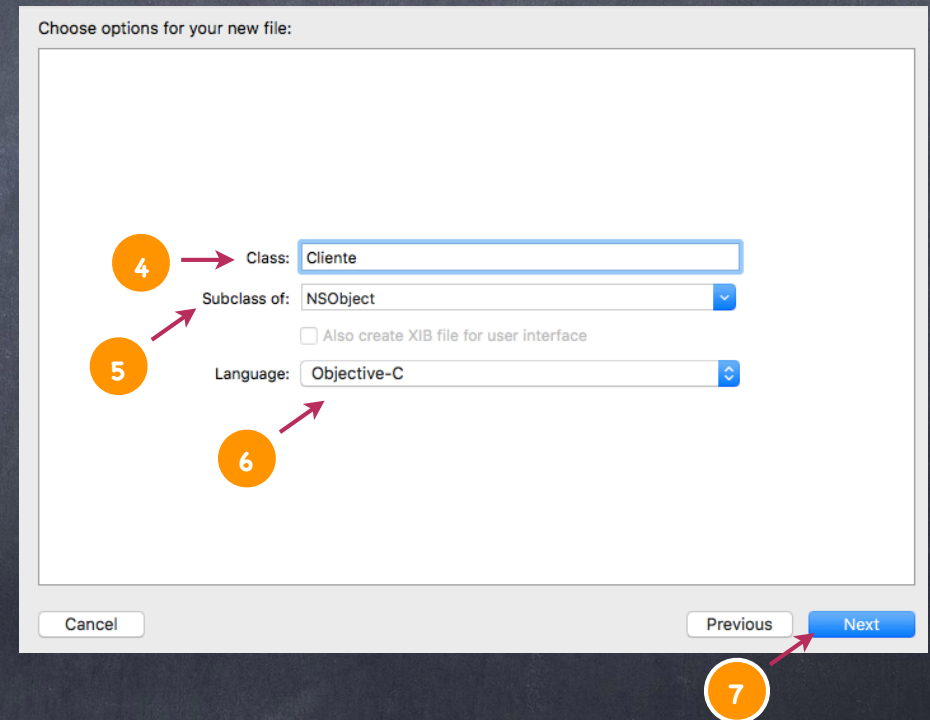 Choose options for your new file:
4
Class: Cliente
Subclass of: NSObject
Also create XIB file for user interface
5
Language: Objective-C
6
Cancel
Previous
Next
7